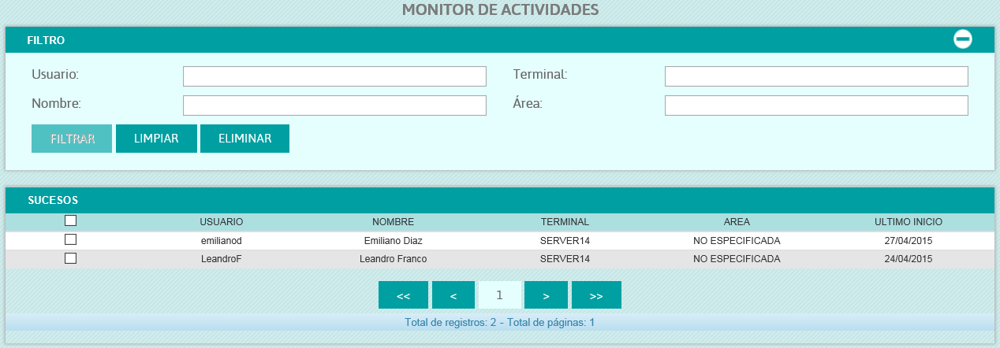 MONITOR DE ACTIVIDADES
FILTRO
Usuario: Terminal:
Nombre: Área:
FILTRAR LIMPIAR ELIMINAR
SUCESOS
USUARIO NOMBRE TERMINAL AREA ULTIMO INICIO
emilianod Emiliano Diaz SERVER14 NO ESPECIFICADA 27/04/2015
LeandroF Leandro Franco SERVER14 NO ESPECIFICADA 24/04/2015
<< < 1 > >>
Total de registros: 2 - Total de páginas: 1